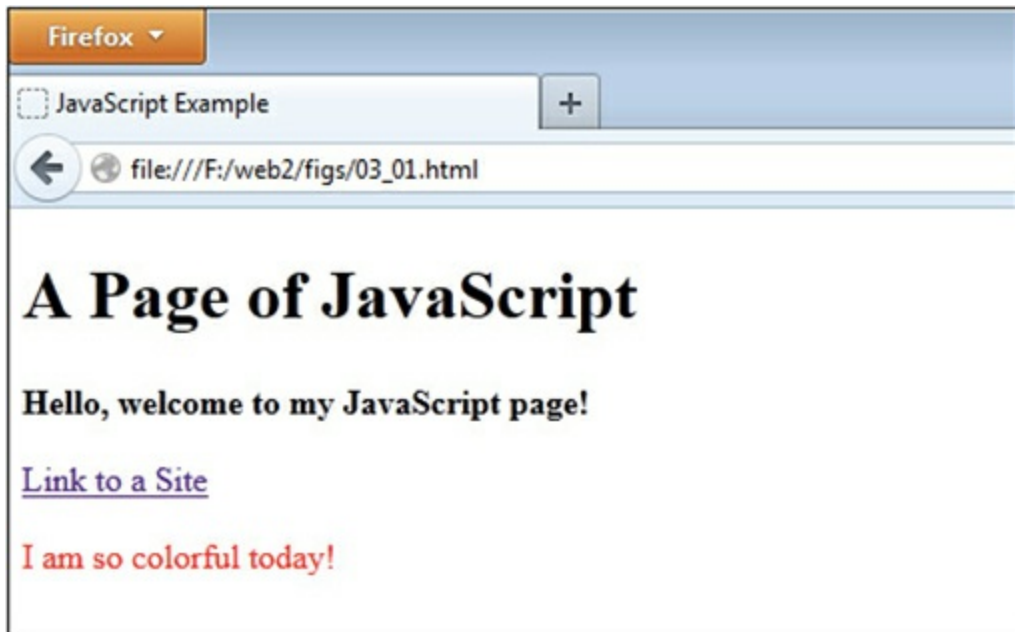 Firefox
JavaScript Example
file:///F:/web2/figs/03_01.html
A Page of JavaScript
Hello, welcome to my JavaScript page!
Link to a Site
I am so colorful today!